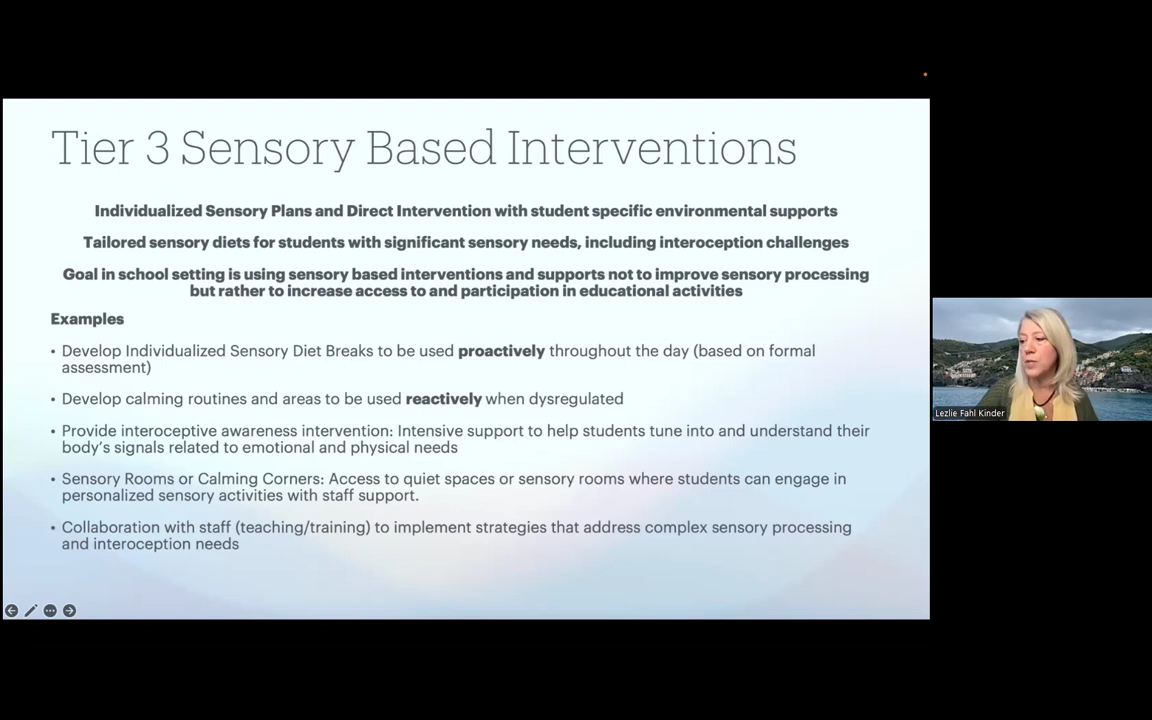 Tier 3 Sensory Based Interventions
Individualized Sensory Plans and Direct Intervention with student specific environmental supports
Tailored sensory diets for students with significant sensory needs, including interoception challenges
Goal in school setting is using sensory based interventions and supports not to improve sensory processing
but rather to increase access to and participation in educational activities
Examples
• Develop Individualized Sensory Diet Breaks to be used proactively throughout the day (based on formal
assessment)
• Develop calming routines and areas to be used reactively when dysregulated
• Provide interoceptive awareness intervention: Intensive support to help students tune into and understand their
body's signals related to emotional and physical needs
• Sensory Rooms or Calming Corners: Access to quiet spaces or sensory rooms where students can engage in
personalized sensory activities with staff support.
• Collaboration with staff (teaching/training) to implement strategies that address complex sensory processing
and interoception needs
Lezlie Fahl Kinder